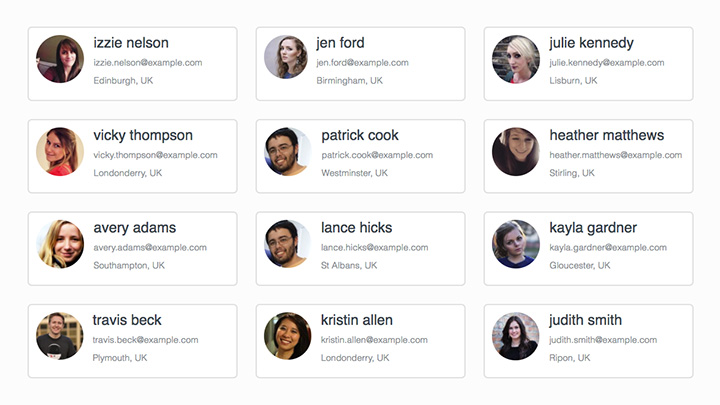 izzie nelson
izzie.nelson@example.com
Edinburgh, UK
jen ford
jen.ford@example.com
Birmingham, UK
julie kennedy
julie.kennedy@example.com
Lisburn, UK
vicky thompson
vicky.thompson@example.com
Londonderry, UK
patrick cook
patrick.cook@example.com
Westminster, UK
heather matthews
heather.matthews@example.com
Stirling, UK
avery adams
avery.adams@example.com
Southampton, UK
lance hicks
lance.hicks@example.com
St Albans, UK
kayla gardner
kayla.gardner@example.com
Gloucester, UK
travis beck
travis.beck@example.com
Plymouth, UK
kristin allen
kristin.allen@example.com
Londonderry, UK
judith smith
judith.smith@example.com
Ripon, UK